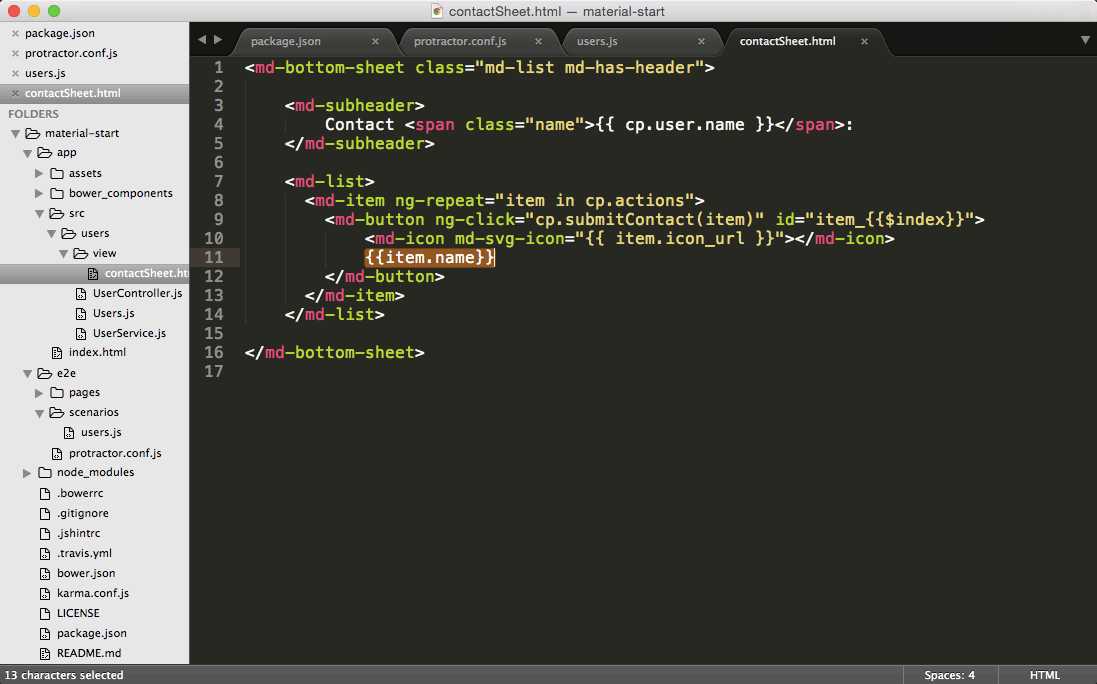 contactSheet.html — material-start
package.json
protractor.conf.js
users.js
contactSheet.html
FOLDERS
material-start
app
assets
bower_components
src
users
view
contactSheet.ht
UserController.js
Users.js
UserService.js
index.html
e2e
pages
scenarios
users.js
protractor.conf.js
node_modules
.bowerrc
.gitignore
.jshintrc
.travis.yml
bower.json
karma.conf.js
LICENSE
package.json
README.md
package.json protractor.conf.js users.js contactSheet.html
1 <md-bottom-sheet class="md-list md-has-header">
2
3 <md-subheader>
4 Contact <span class="name">{{ cp.user.name }}</span>:
5 </md-subheader>
6
7 <md-list>
8 <md-item ng-repeat="item in cp.actions">
9 <md-button ng-click="cp.submitContact(item)" id="item_{{$index}}">
10 <md-icon md-svg-icon="{{ item.icon_url }}"></md-icon>
11 {{item.name}}
12 </md-button>
13 </md-item>
14 </md-list>
15
16 </md-bottom-sheet>
17
13 characters selected Spaces: 4 HTML